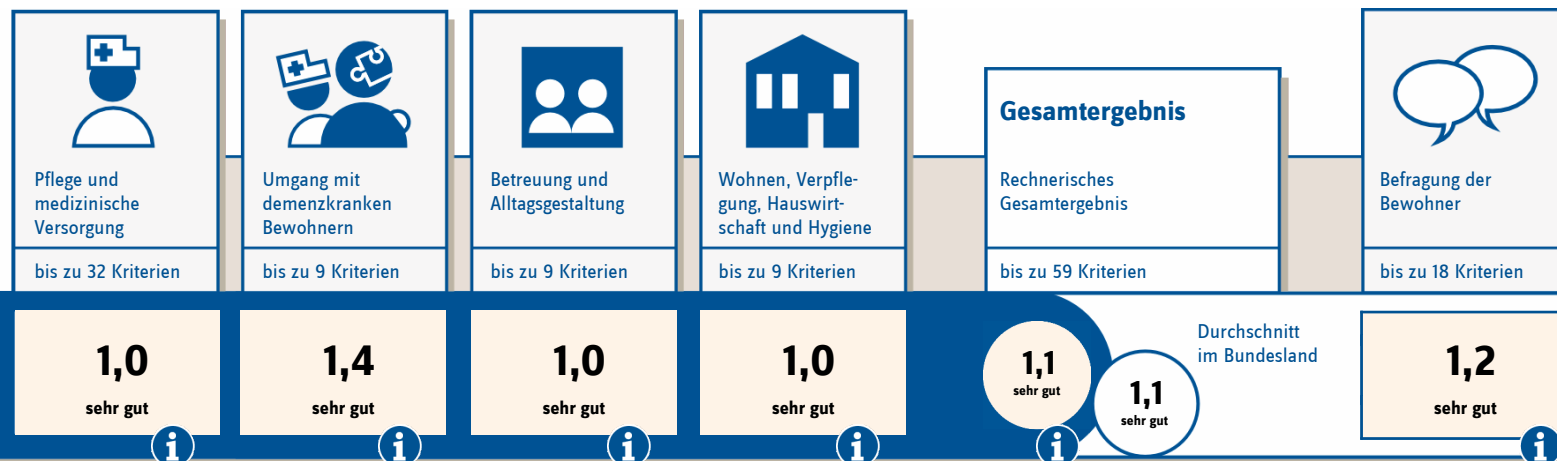 Pflege und
medizinische
Versorgung
bis zu 32 Kriterien
1,0
sehr gut
i
Umgang mit
demenzkranken
Bewohnern
bis zu 9 Kriterien
1,4
sehr gut
i
Betreuung und
Alltagsgestaltung
bis zu 9 Kriterien
1,0
sehr gut
i
Wohnen, Verpfle-
gung, Hauswirt-
schaft und Hygiene
bis zu 9 Kriterien
1,0
sehr gut
i
Gesamtergebnis
Rechnerisches
Gesamtergebnis
bis zu 59 Kriterien
1,1
sehr gut
i
Durchschnitt
im Bundesland
1,1
sehr gut
Befragung der
Bewohner
bis zu 18 Kriterien
1,2
sehr gut
i